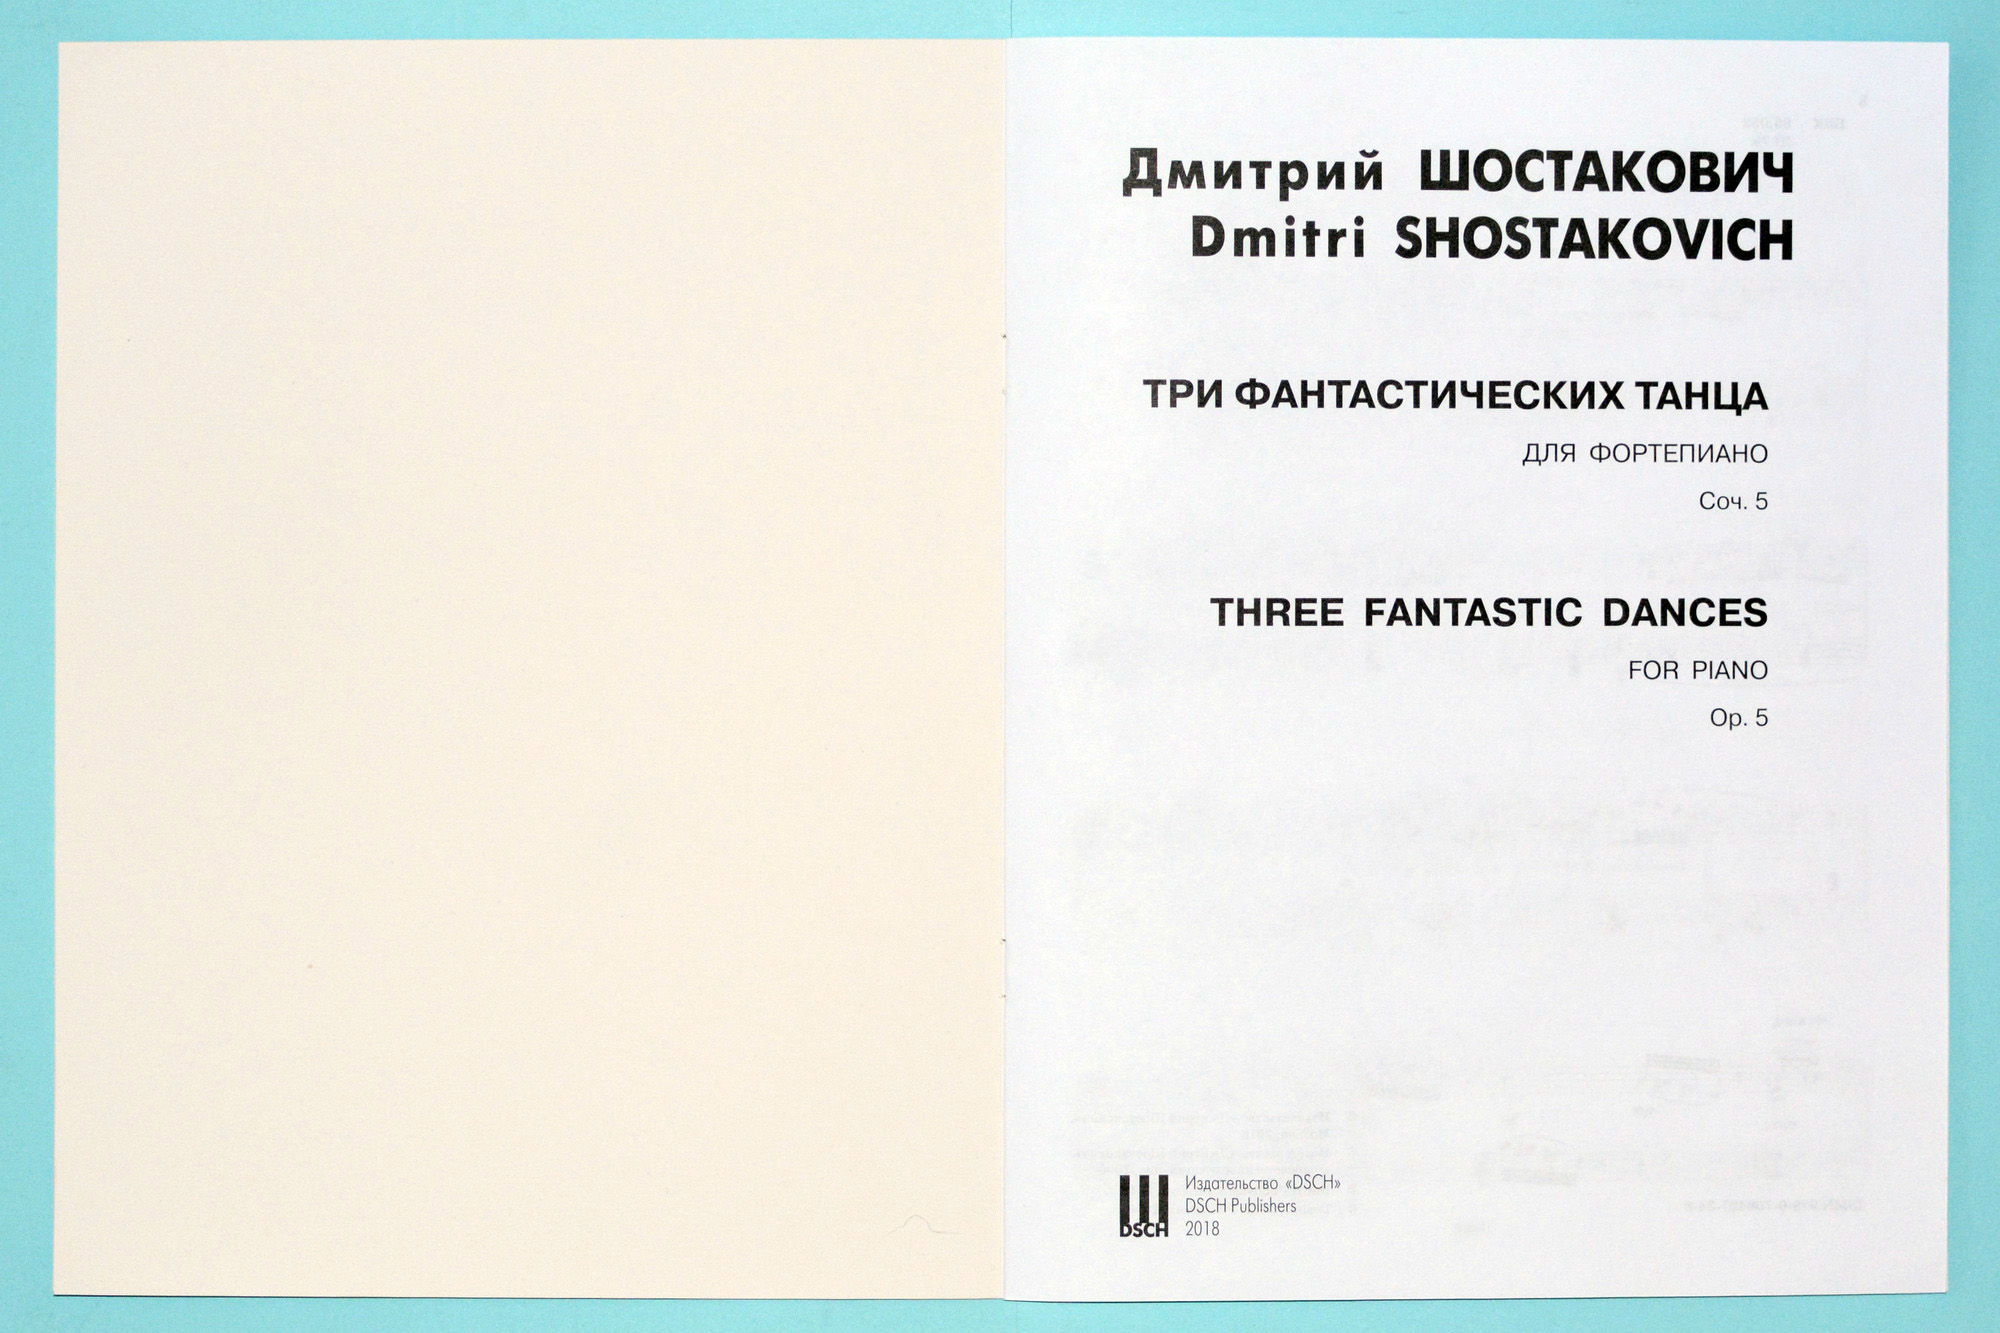 Дмитрий ШОСТАКОВИЧ
Dmitri SHOSTAKOVICH
ТРИ ФАНТАСТИЧЕСКИХ ТАНЦА
ДЛЯ ФОРТЕПИАНО
Соч. 5
THREE FANTASTIC DANCES
FOR PIANO
Op. 5
Издательство «DSCH»
DSCH Publishers
2018
DSCH